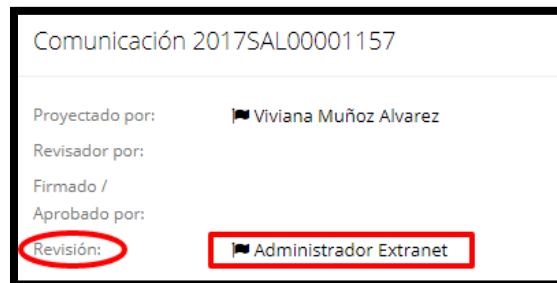 Comunicación 2017SAL00001157
Proyectado por: Viviana Muñoz Alvarez
Revisador por:
Firmado /
Aprobado por:
Revisión: Administrador Extranet